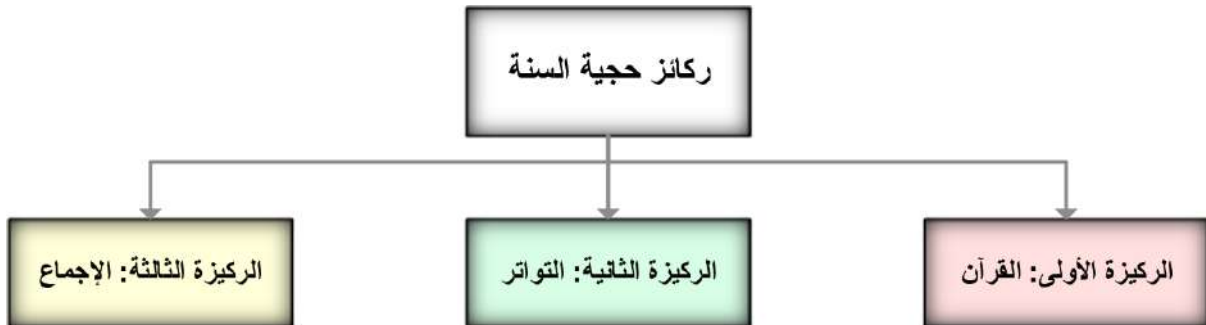 ركائز حجية السنة
الركيزة الأولى: القرآن
الركيزة الثانية: التواتر
الركيزة الثالثة: الإجماع